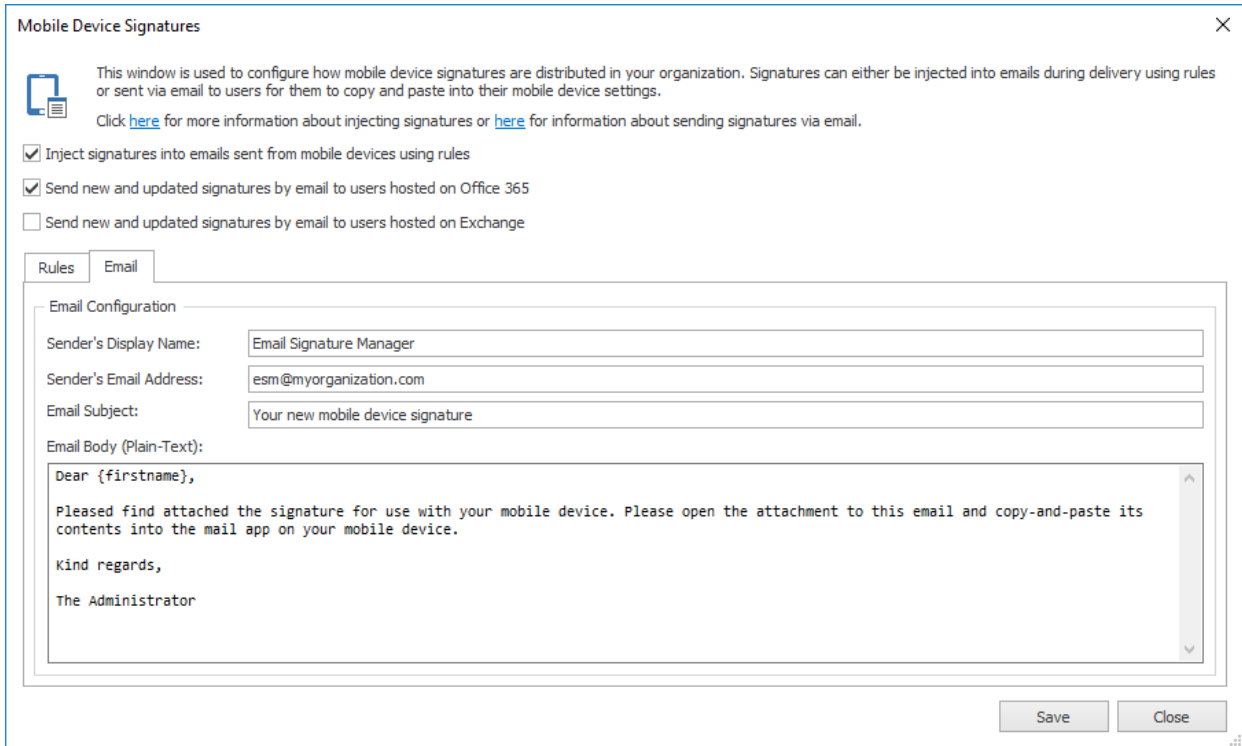 Mobile Device Signatures
This window is used to configure how mobile device signatures are distributed in your organization. Signatures can either be injected into emails during delivery using rules
or sent via email to users for them to copy and paste into their mobile device settings.
Click here for more information about injecting signatures or here for information about sending signatures via email.
Inject signatures into emails sent from mobile devices using rules
Send new and updated signatures by email to users hosted on Office 365
Send new and updated signatures by email to users hosted on Exchange
Rules Email
Email Configuration
Sender's Display Name: Email Signature Manager
Sender's Email Address: esm@myorganization.com
Email Subject: Your new mobile device signature
Email Body (Plain-Text):
Dear {firstname},
Pleased find attached the signature for use with your mobile device. Please open the attachment to this email and copy-and-paste its
contents into the mail app on your mobile device.
Kind regards,
The Administrator
Save Close